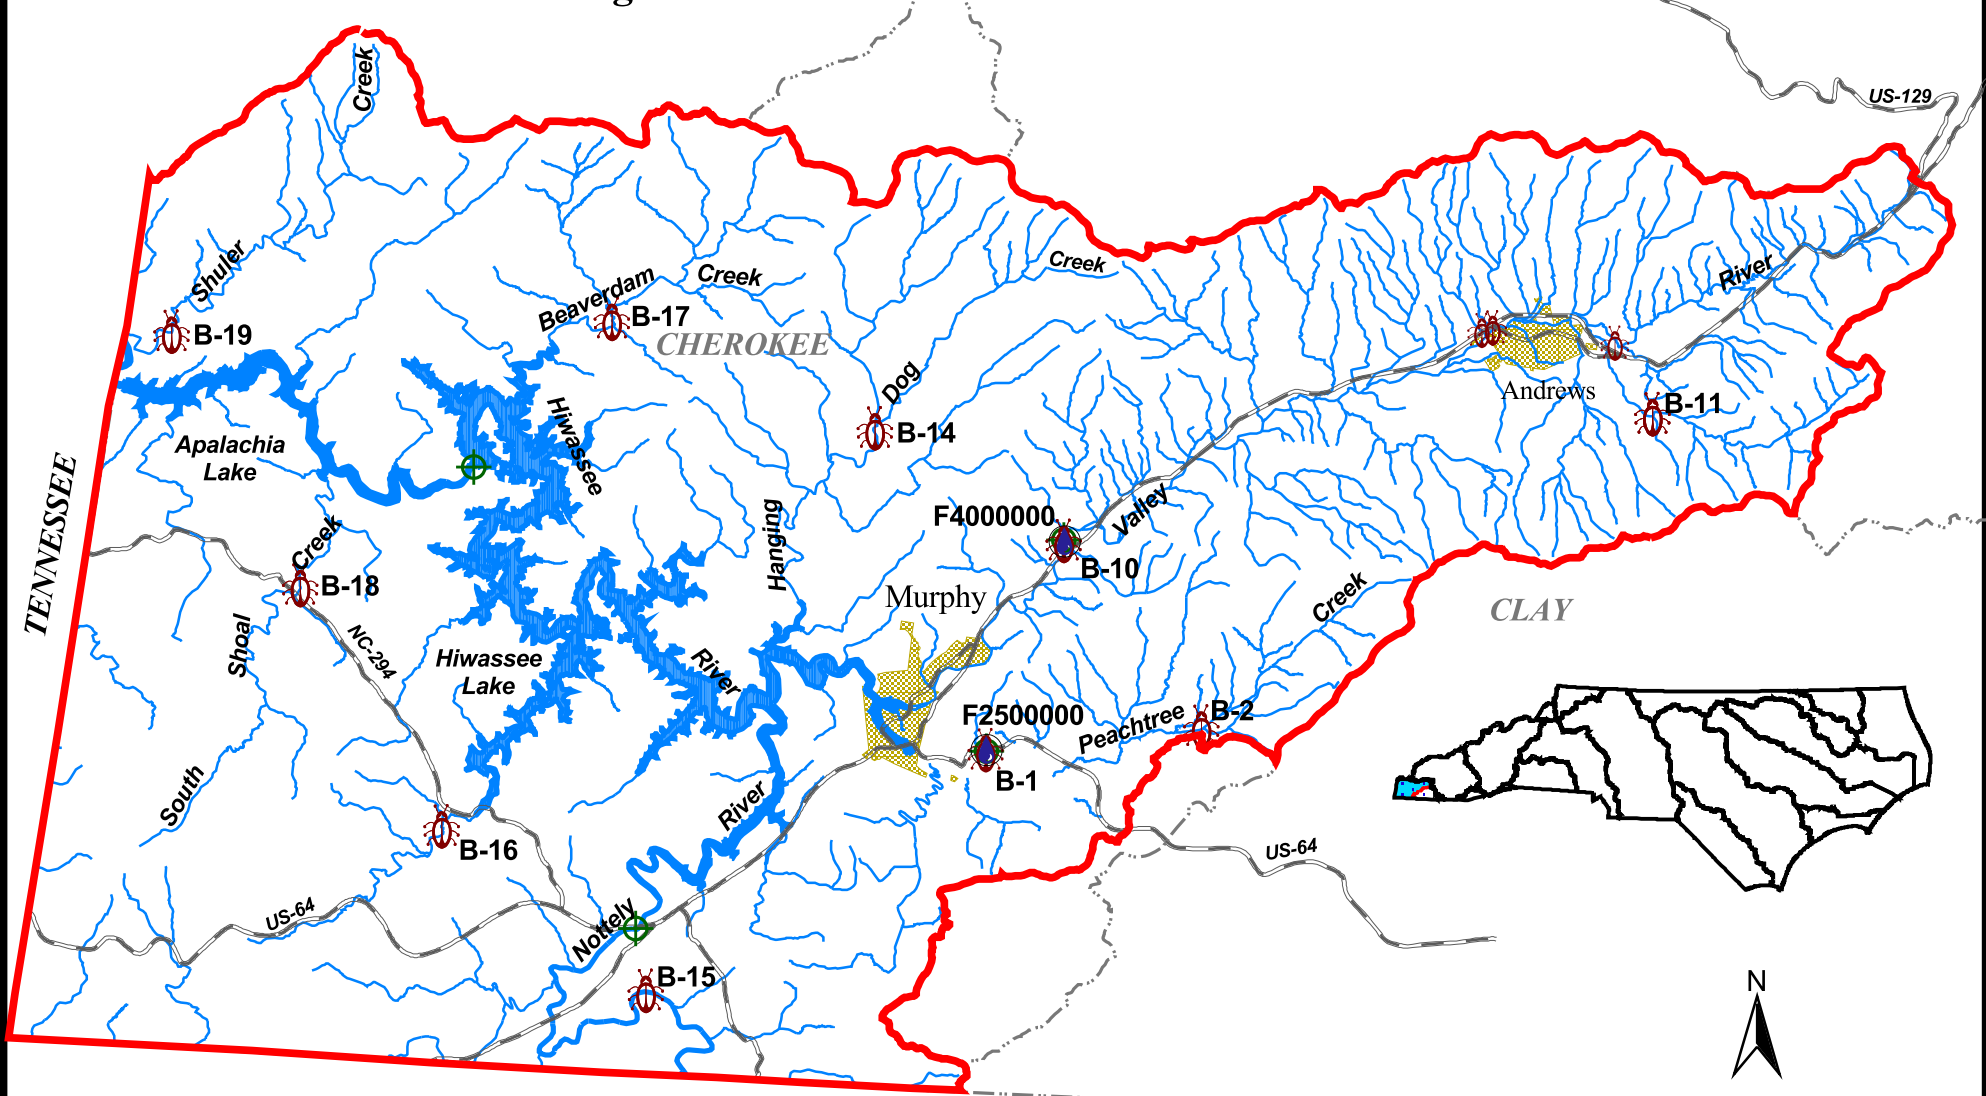 Creek
US-129
Shuler
Beaverdam
Creek
Creek
River
B-19
B-17
CHEROKEE
Andrews
B-11
Dog
B-14
Hiwassee
Apalachia
Lake
TENNESSEE
F4000000
Valley
Hanging
Creek
B-10
B-18
Murphy
Creek
CLAY
Shoal
NC-294
Hiwassee
Lake
River
F2500000
Peachtree
B-2
B-1
South
River
B-16
US-64
US-64
Nottely
B-15
N